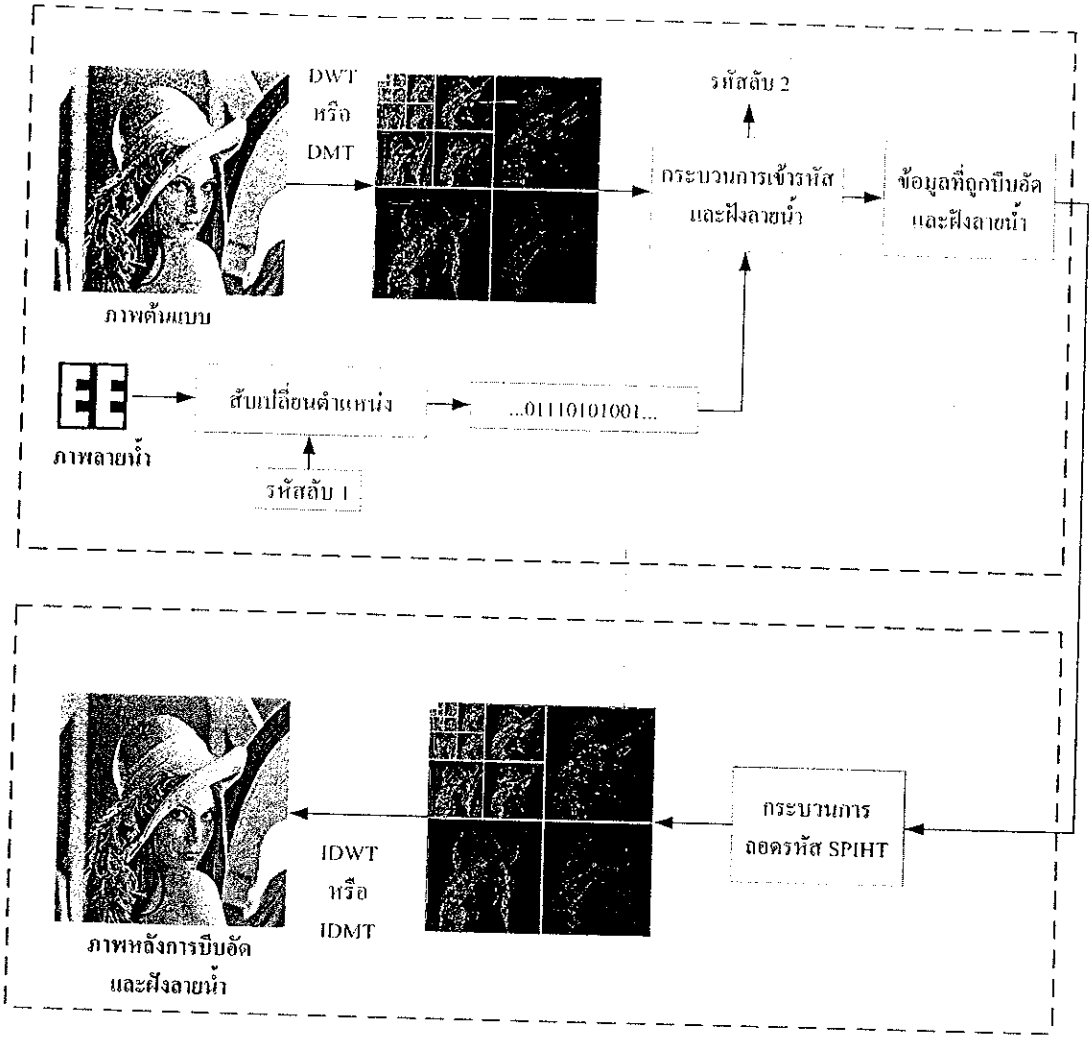 DWT
หรือ
DMT
รหัสลับ 2
กระบวนการเข้ารหัส
และฝังลายน้ำ
ข้อมูลที่ถูกบีบอัด
และฝังลายน้ำ
ภาพต้นแบบ
EE
สับเปลี่ยนตำแหน่ง
...01110101001...
ภาพลายน้ำ
รหัสลับ 1
กระบวนการ
ถอดรหัส SPIHT
IDWT
หรือ
IDMT
ภาพหลังการบีบอัด
และฝังลายน้ำ